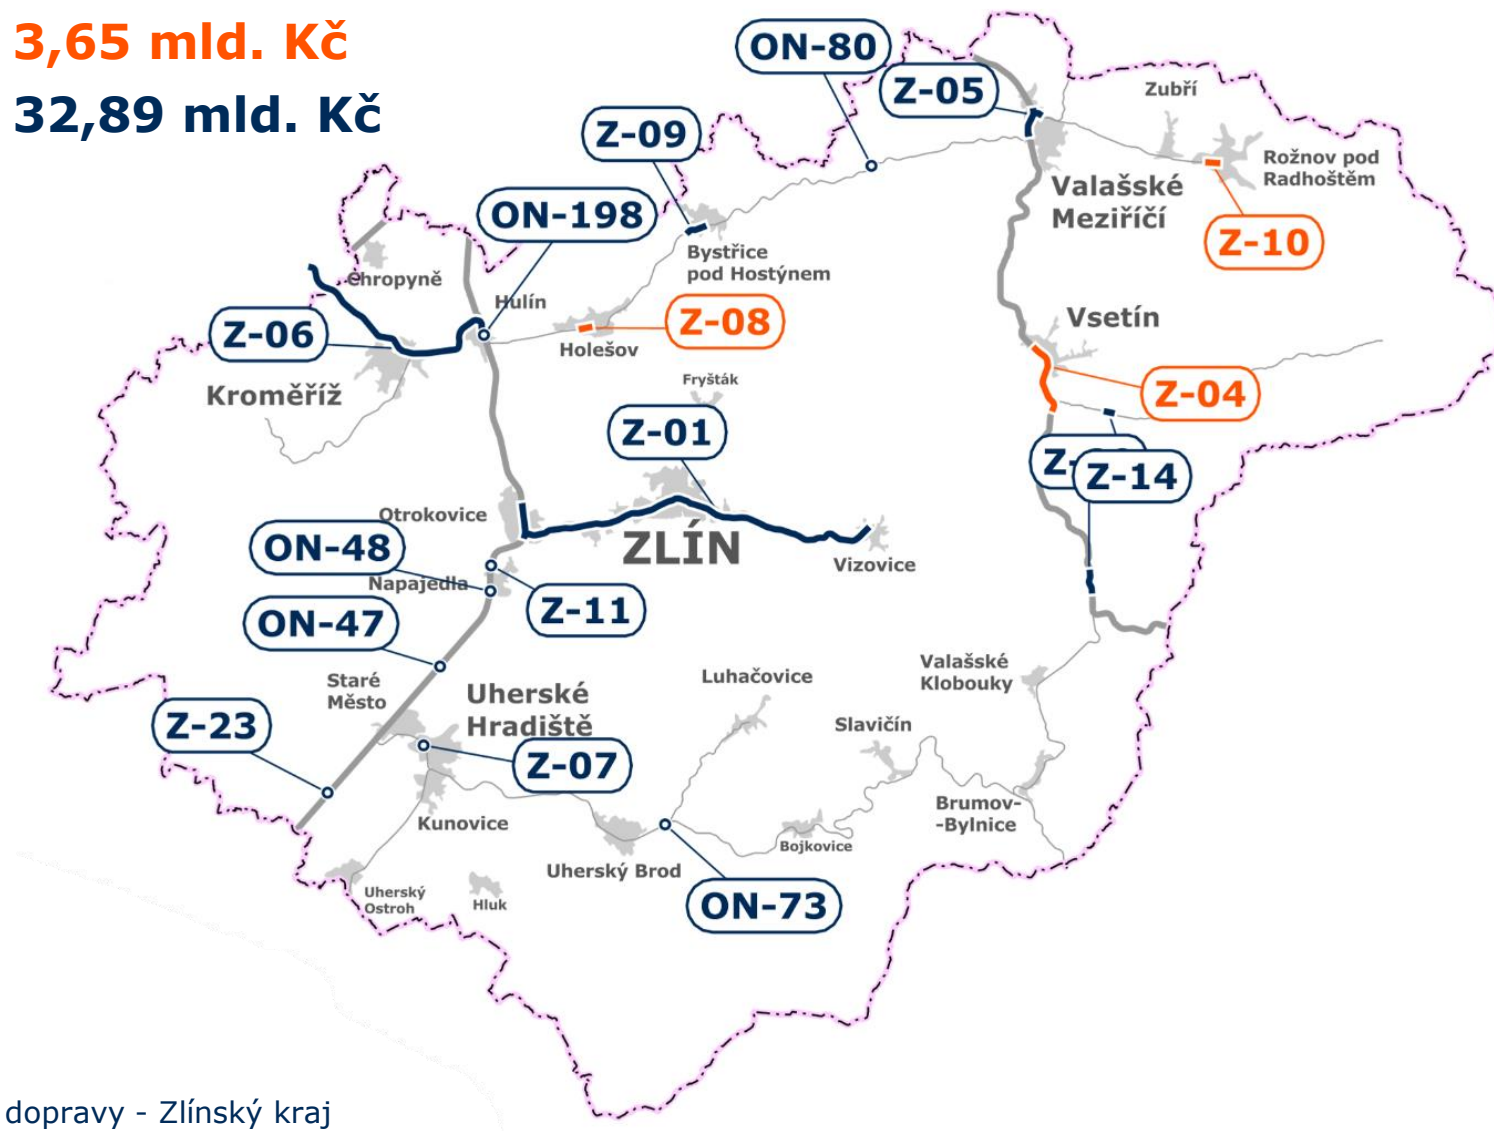 3,65 mld. Kč
32,89 mld. Kč
ON-80
Z-05
Zubří
Z-09
Rožnov pod
Radhoštěm
Valašské
Meziříčí
ON-198
Z-10
Bystřice
pod Hostýnem
Chropyně
Hulín
Z-06
Z-08
Vsetín
Holešov
Kroměříž
Fryšták
Z-04
Z-01
Z-14
Otrokovice
ON-48
ZLÍN
Vizovice
Napajedla
Z-11
ON-47
Staré
Město
Uherské
Hradiště
Luhačovice
Valašské
Klobouky
Z-23
Slavičín
Z-07
Kunovice
Brumov-
-Bylnice
Bojkovice
Uherský Brod
Uherský
Ostroh
Hluk
ON-73
dopravy - Zlínský kraj